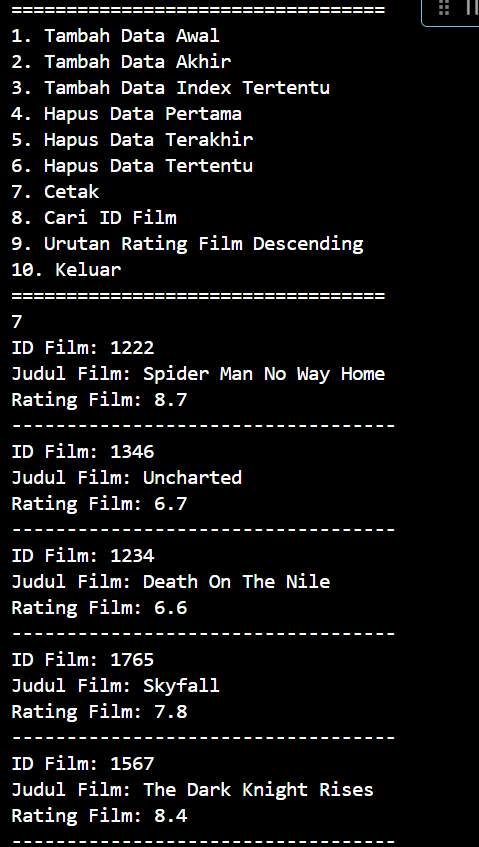 ==================================
1. Tambah Data Awal
2. Tambah Data Akhir
3. Tambah Data Index Tertentu
4. Hapus Data Pertama
5. Hapus Data Terakhir
6. Hapus Data Tertentu
7. Cetak
8. Cari ID Film
9. Urutan Rating Film Descending
10. Keluar
==================================
7
ID Film: 1222
Judul Film: Spider Man No Way Home
Rating Film: 8.7
-----------------------------------
ID Film: 1346
Judul Film: Uncharted
Rating Film: 6.7
-----------------------------------
ID Film: 1234
Judul Film: Death On The Nile
Rating Film: 6.6
-----------------------------------
ID Film: 1765
Judul Film: Skyfall
Rating Film: 7.8
-----------------------------------
ID Film: 1567
Judul Film: The Dark Knight Rises
Rating Film: 8.4
-----------------------------------